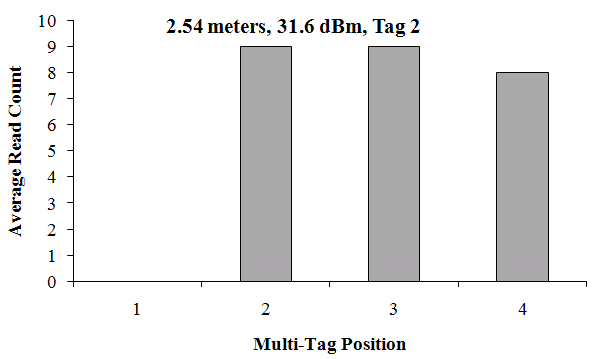 2.54 meters, 31.6 dBm, Tag 2
Average Read Count
10
9
8
7
6
5
4
3
2
1
0
1 2 3 4
Multi-Tag Position